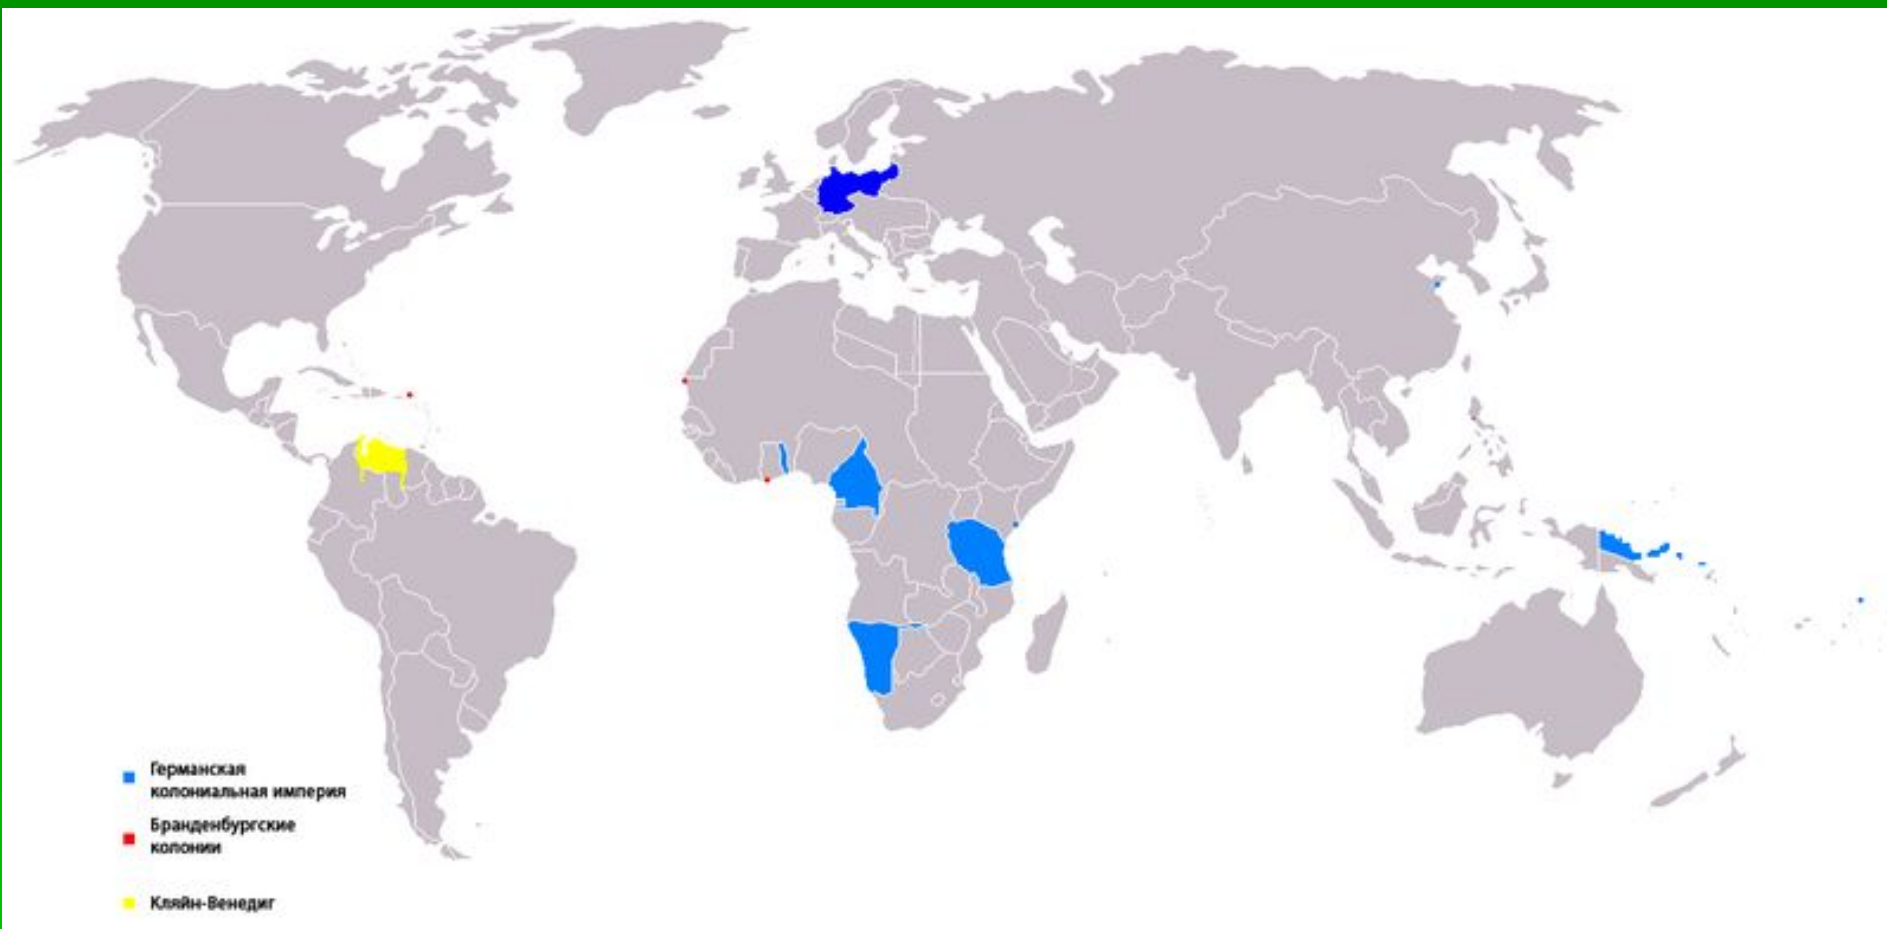 Германская
колониальная империя
Бранденбургские
колонии
Кляйн-Венедиг